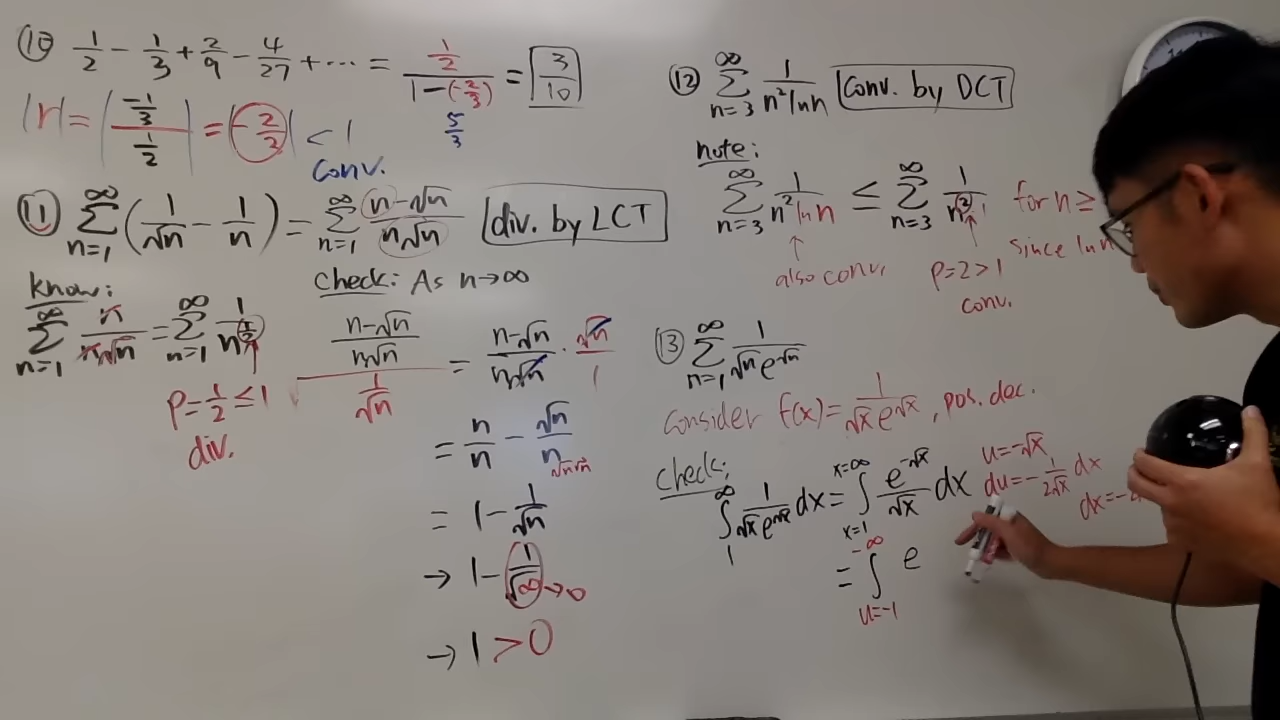 ⑩ 1/2 - 1/3 + 2/9 - 4/27 + ... = (1/2)/(1-(-2/3)) = 3/10
5/3
|r| = |(-1/3)/(1/2)| = |-2/3| < 1
conv.
⑪ ∑_{n=1}^{∞} (1/√n - 1/n) = ∑_{n=1}^{∞} (n-√n)/(n√n) div. by LCT
know:
∑_{n=1}^{∞} n/(n√n) = ∑_{n=1}^{∞} 1/n^{1/2}
p = 1/2 ≤ 1
div.
check: As n→∞
((n-√n)/(n√n))/(1/√n) = (n-√n)/(n√n) · √n/1
= n/n - √n/n
√n√n
= 1 - 1/√n
→ 1 - 1/√∞ →0
→ 1 > 0
⑫ ∑_{n=3}^{∞} 1/(n² ln n) Conv. by DCT
note:
∑_{n=3}^{∞} 1/(n² ln n) ≤ ∑_{n=3}^{∞} 1/n² · 1 for n ≥
since ln n
↑ also conv.
p = 2 > 1
conv.
⑬ ∑_{n=1}^{∞} 1/(√n e^{√n})
Consider f(x) = 1/(√x e^{√x}), pos. dec.
check:
∫_1^∞ 1/(√x e^{√x}) dx = ∫_{x=1}^{x=∞} e^{-√x}/√x dx
u = -√x
du = -1/(2√x) dx
dx = -
= ∫_{u=-1}^{-∞} e